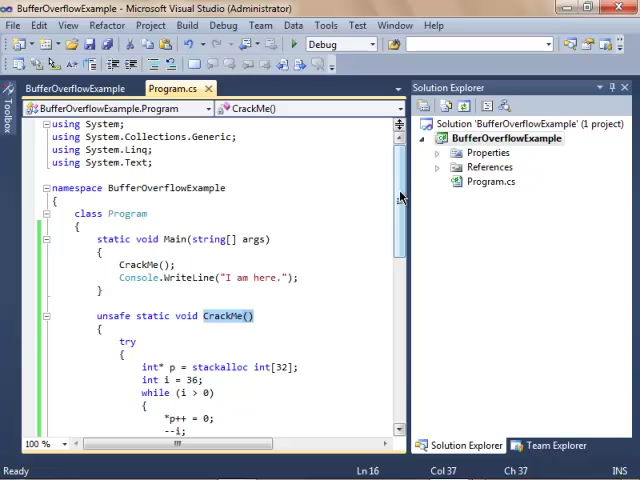 BufferOverflowExample - Microsoft Visual Studio (Administrator)
File Edit View Refactor Project Build Debug Team Data Tools Test Window Help
Debug
Toolbox
BufferOverflowExample Program.cs
BufferOverflowExample.Program CrackMe()
using System;
using System.Collections.Generic;
using System.Linq;
using System.Text;
namespace BufferOverflowExample
{
class Program
{
static void Main(string[] args)
{
CrackMe();
Console.WriteLine("I am here.");
}
unsafe static void CrackMe()
{
try
{
int* p = stackalloc int[32];
int i = 36;
while (i > 0)
{
*p++ = 0;
--i;
100 %
Solution Explorer
Solution 'BufferOverflowExample' (1 project)
BufferOverflowExample
Properties
References
Program.cs
Solution Explorer Team Explorer
Ready Ln 16 Col 37 Ch 37 INS